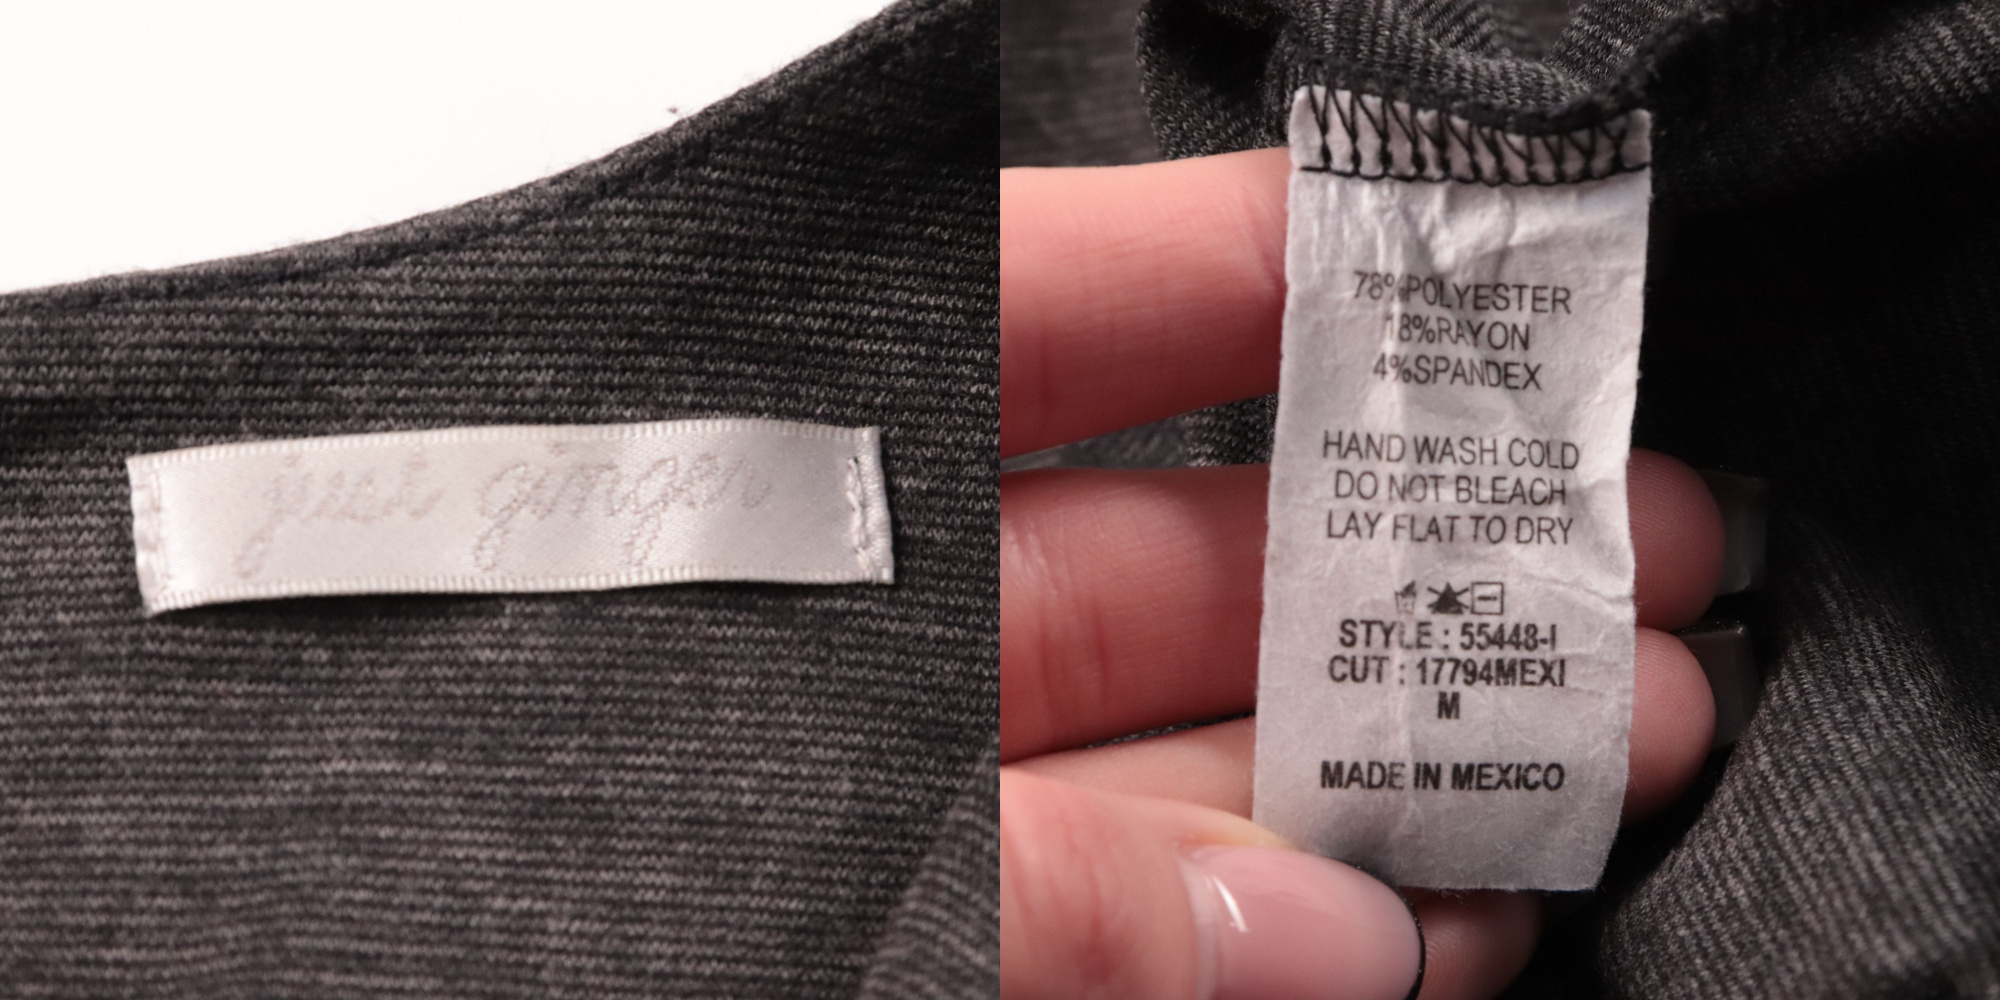 just ginger
78%POLYESTER
18%RAYON
4%SPANDEX
HAND WASH COLD
DO NOT BLEACH
LAY FLAT TO DRY
STYLE : 55448-I
CUT : 17794MEXI
M
MADE IN MEXICO